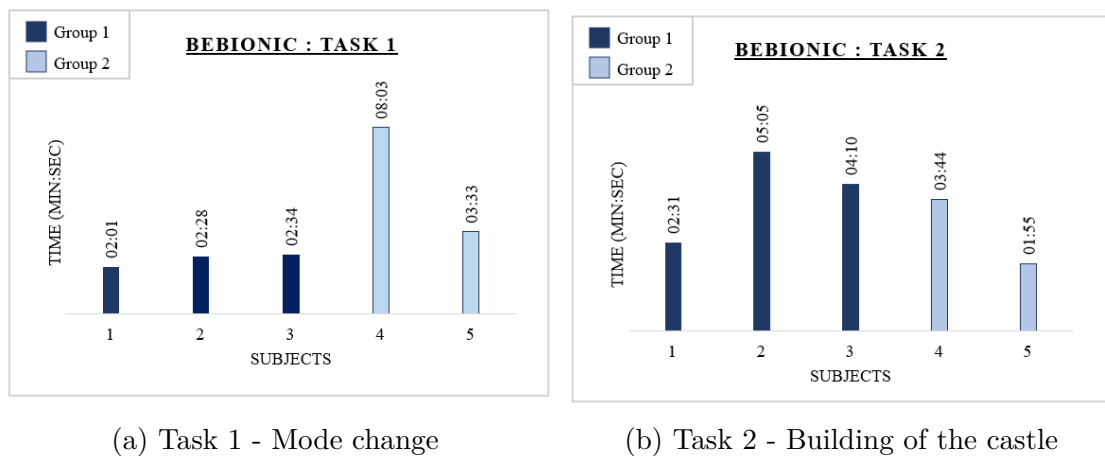 Group 1
Group 2
BEBIONIC : TASK 1
TIME (MIN:SEC)
02:01
02:28
02:34
08:03
03:33
1 2 3 4 5
SUBJECTS
(a) Task 1 - Mode change
Group 1
Group 2
BEBIONIC : TASK 2
TIME (MIN:SEC)
02:31
05:05
04:10
03:44
01:55
1 2 3 4 5
SUBJECTS
(b) Task 2 - Building of the castle